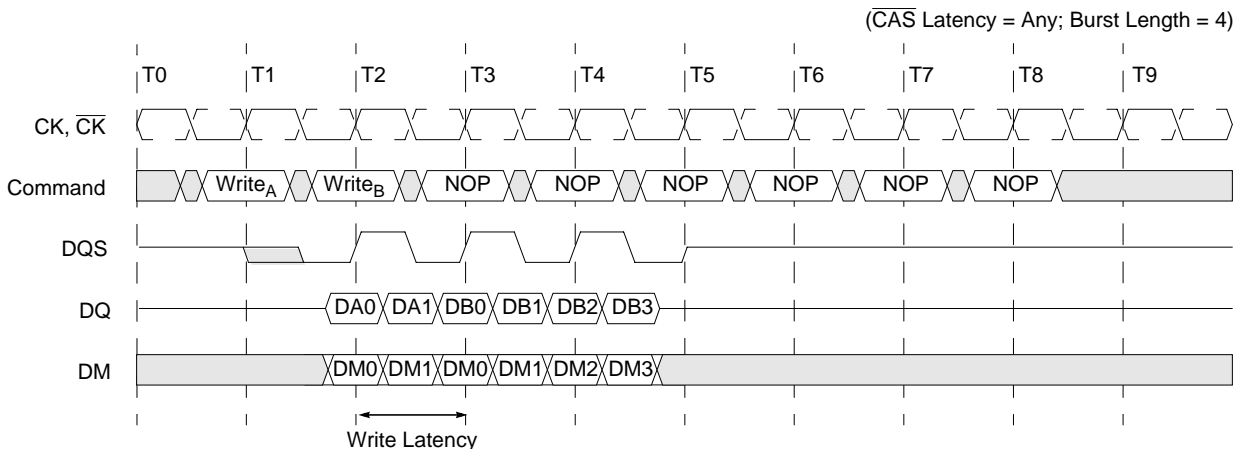 (CAS Latency = Any; Burst Length = 4)
T0 T1 T2 T3 T4 T5 T6 T7 T8 T9
CK, CK
Command Write_A Write_B NOP NOP NOP NOP NOP NOP
DQS
DQ DA0 DA1 DB0 DB1 DB2 DB3
DM DM0 DM1 DM0 DM1 DM2 DM3
Write Latency